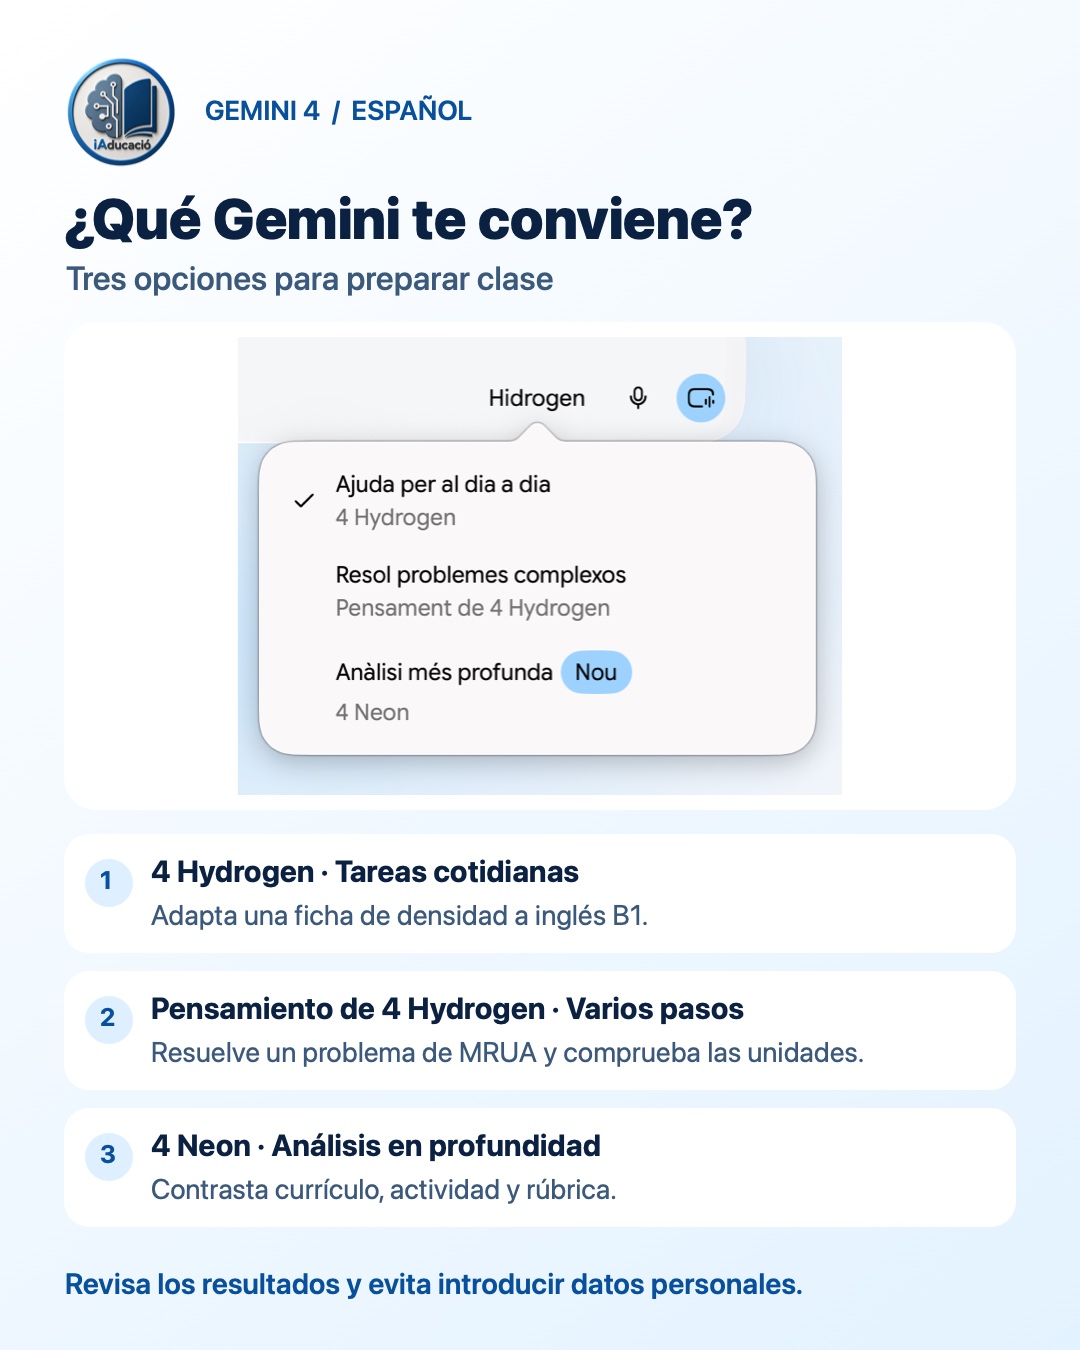 iAducació
GEMINI 4 / ESPAÑOL
¿Qué Gemini te conviene?
Tres opciones para preparar clase
Hidrogen
Ajuda per al dia a dia
4 Hydrogen
Resol problemes complexos
Pensament de 4 Hydrogen
Anàlisi més profunda Nou
4 Neon
1 4 Hydrogen · Tareas cotidianas
Adapta una ficha de densidad a inglés B1.
2 Pensamiento de 4 Hydrogen · Varios pasos
Resuelve un problema de MRUA y comprueba las unidades.
3 4 Neon · Análisis en profundidad
Contrasta currículo, actividad y rúbrica.
Revisa los resultados y evita introducir datos personales.